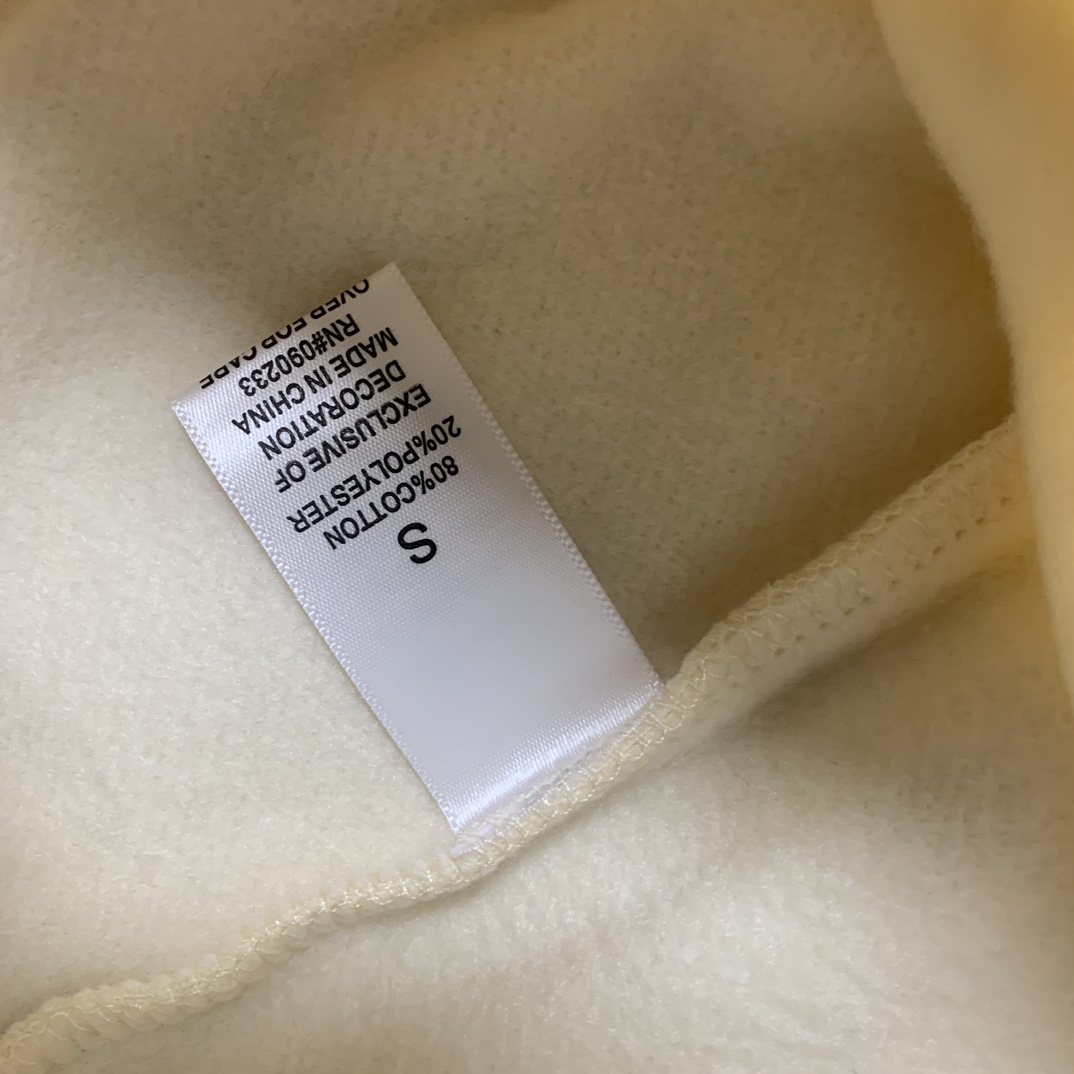 S
80%COTTON
20%POLYESTER
EXCLUSIVE OF
DECORATION
MADE IN CHINA
RN#090233
OVER FOR CARE